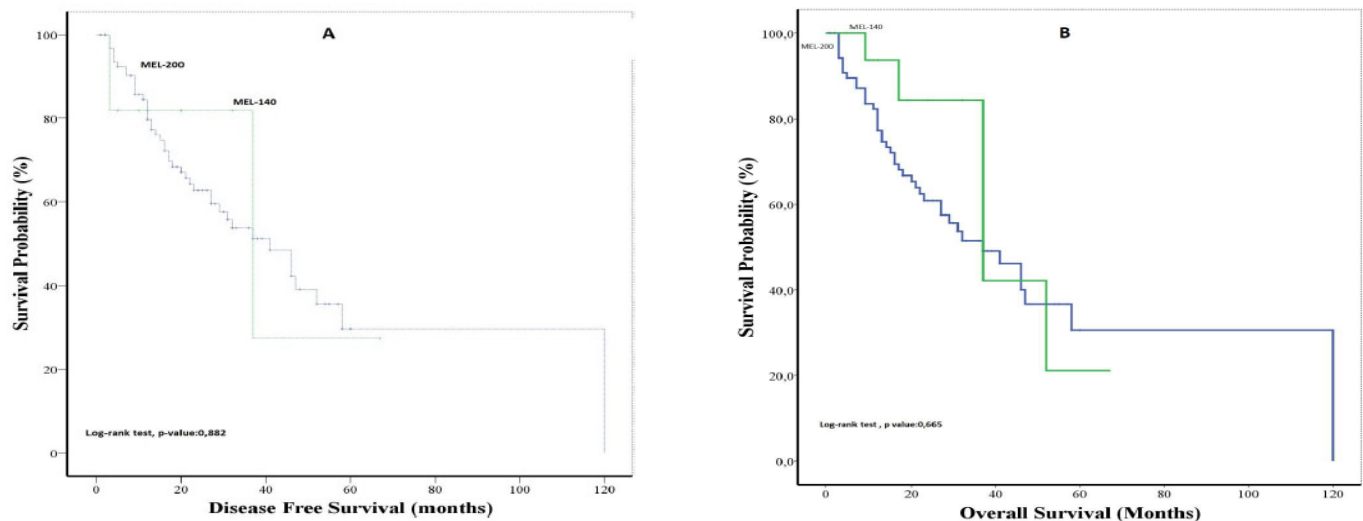 A
100
MEL-200
MEL-140
80
60
40
20
0
Survival Probability (%)
Log-rank test, p-value:0,882
0 20 40 60 80 100 120
Disease Free Survival (months)
B
MEL-140
100,0
MEL-200
80,0
60,0
40,0
20,0
0,0
Survival Probability (%)
Log-rank test , p value:0,665
0 20 40 60 80 100 120
Overall Survival (Months)